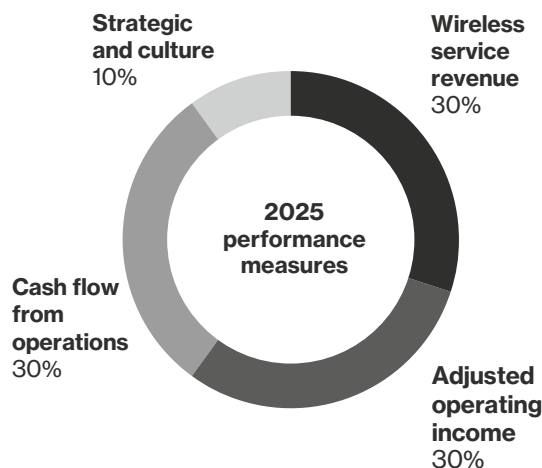 Strategic
and culture
10%
Wireless
service
revenue
30%
2025
performance
measures
Cash flow
from
operations
30%
Adjusted
operating
income
30%